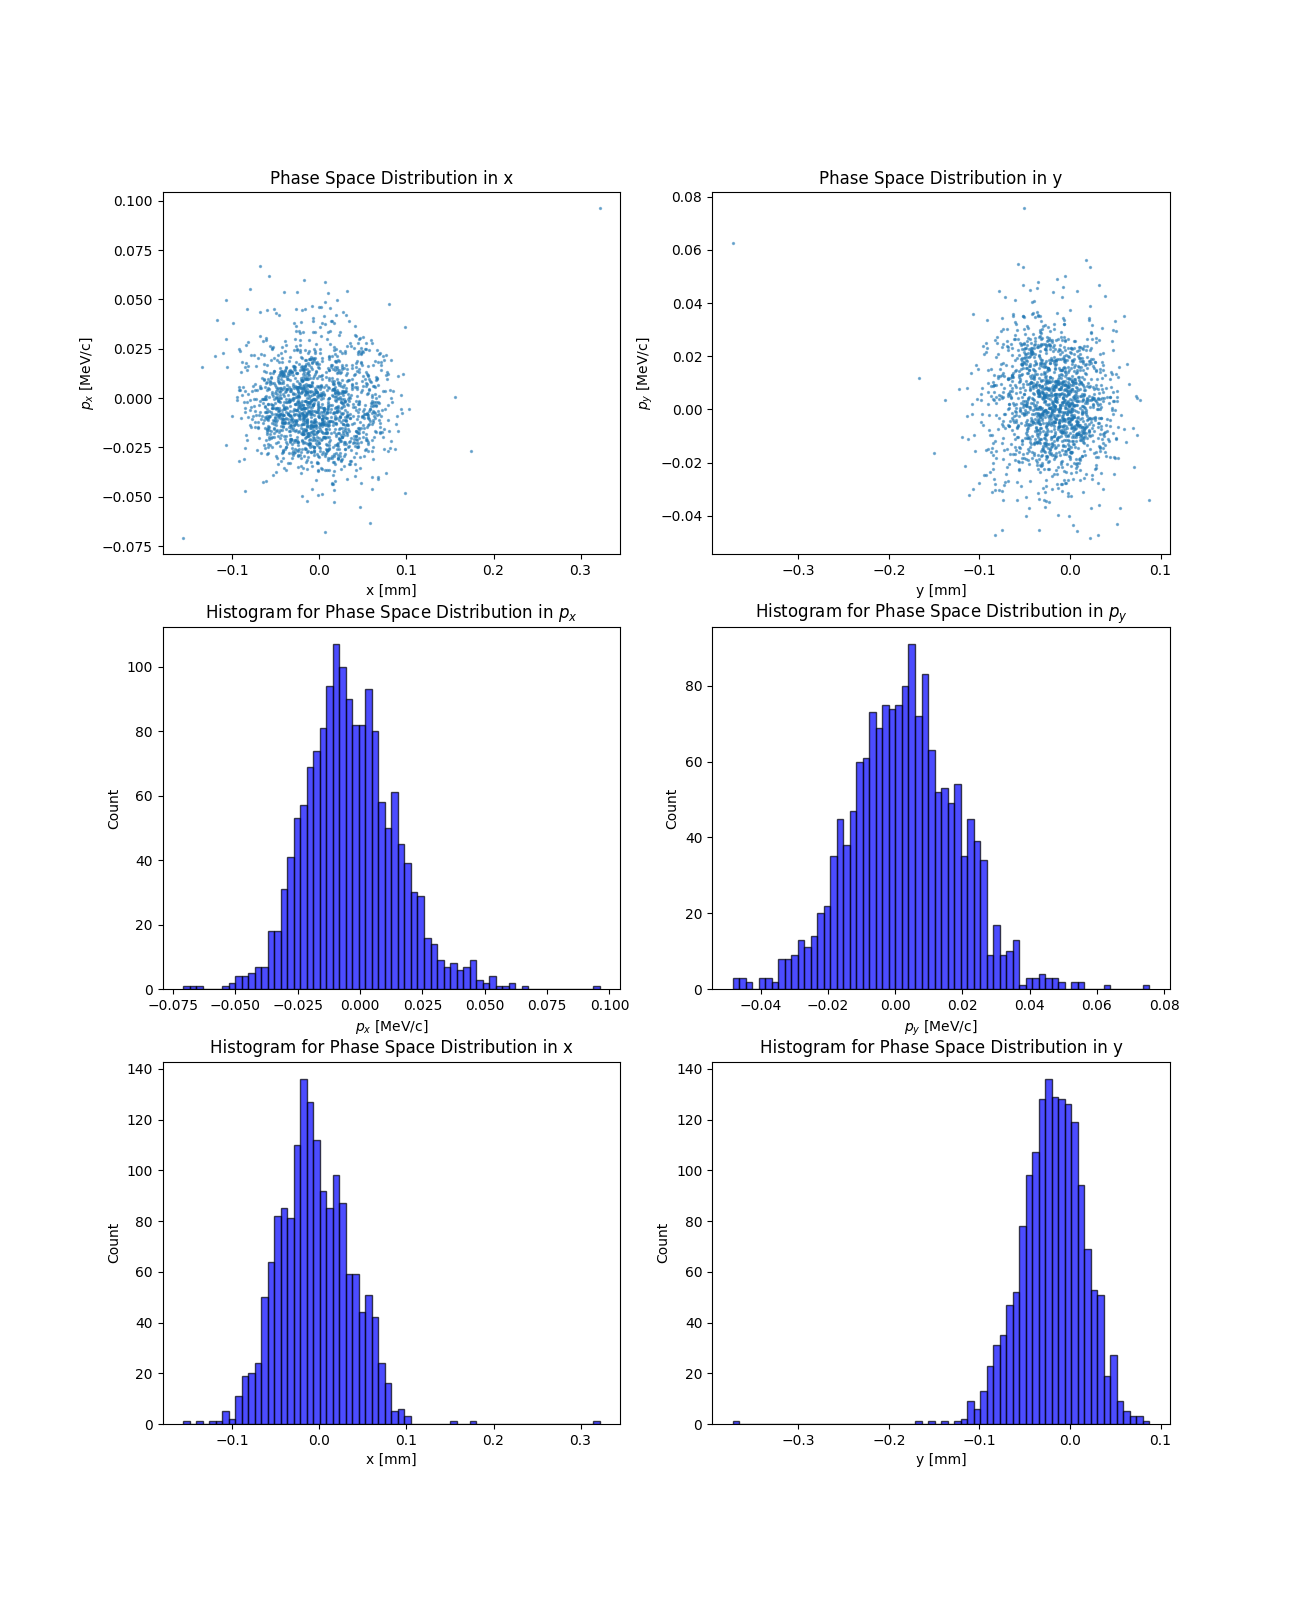 Phase Space Distribution in x
0.100
0.075
0.050
0.025
0.000
−0.025
−0.050
−0.075
p_x [MeV/c]
−0.1 0.0 0.1 0.2 0.3
x [mm]
Phase Space Distribution in y
0.08
0.06
0.04
0.02
0.00
−0.02
−0.04
p_y [MeV/c]
−0.3 −0.2 −0.1 0.0 0.1
y [mm]
Histogram for Phase Space Distribution in p_x
100
80
60
40
20
0
Count
−0.075 −0.050 −0.025 0.000 0.025 0.050 0.075 0.100
p_x [MeV/c]
Histogram for Phase Space Distribution in p_y
80
60
40
20
0
Count
−0.04 −0.02 0.00 0.02 0.04 0.06 0.08
p_y [MeV/c]
Histogram for Phase Space Distribution in x
140
120
100
80
60
40
20
0
Count
−0.1 0.0 0.1 0.2 0.3
x [mm]
Histogram for Phase Space Distribution in y
140
120
100
80
60
40
20
0
Count
−0.3 −0.2 −0.1 0.0 0.1
y [mm]